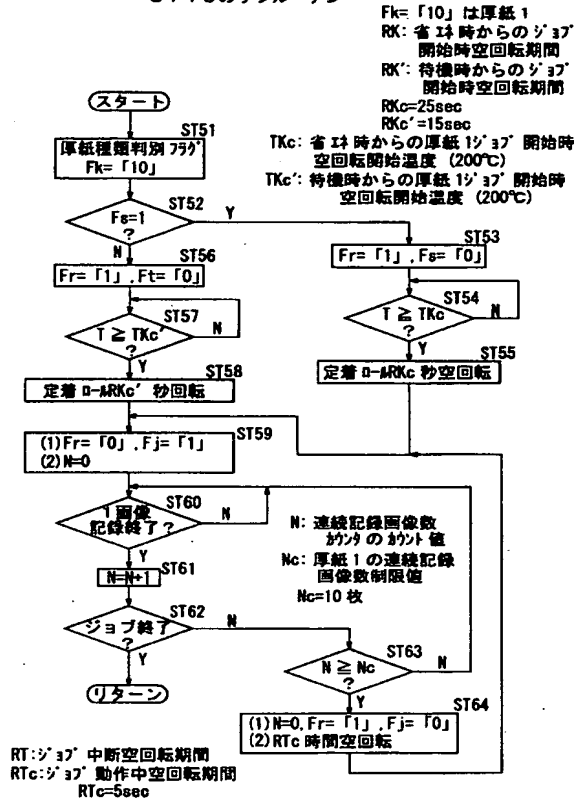 Fk=「10」は厚紙1
RK: 省エネ時からのジョブ
開始時空回転期間
RK': 待機時からのジョブ
開始時空回転期間
RKc=25sec
RKc'=15sec
TKc: 省エネ時からの厚紙1ジョブ開始時
空回転開始温度 (200℃)
TKc': 待機時からの厚紙1ジョブ開始時
空回転開始温度 (200℃)
スタート
ST51
厚紙種類判別フラグ
Fk=「10」
ST52
Fs=1
?
Y
N
ST53
Fr=「1」,Fs=「0」
ST54
T≧TKc
?
N
Y
ST55
定着ロールRKc秒空回転
ST56
Fr=「1」,Ft=「0」
ST57
T≧TKc'
?
N
Y
ST58
定着ロールRKc'秒回転
ST59
(1)Fr=「0」,Fj=「1」
(2)N=0
ST60
1画像
記録終了?
N
Y
N: 連続記録画像数
カウンタのカウント値
Nc: 厚紙1の連続記録
画像数制限値
Nc=10枚
ST61
N=N+1
ST62
ジョブ終了
?
N
Y
ST63
N≧Nc
?
N
Y
ST64
(1)N=0,Fr=「1」,Fj=「0」
(2)RTc時間空回転
リターン
RT:ジョブ中断空回転期間
RTc:ジョブ動作中空回転期間
RTc=5sec